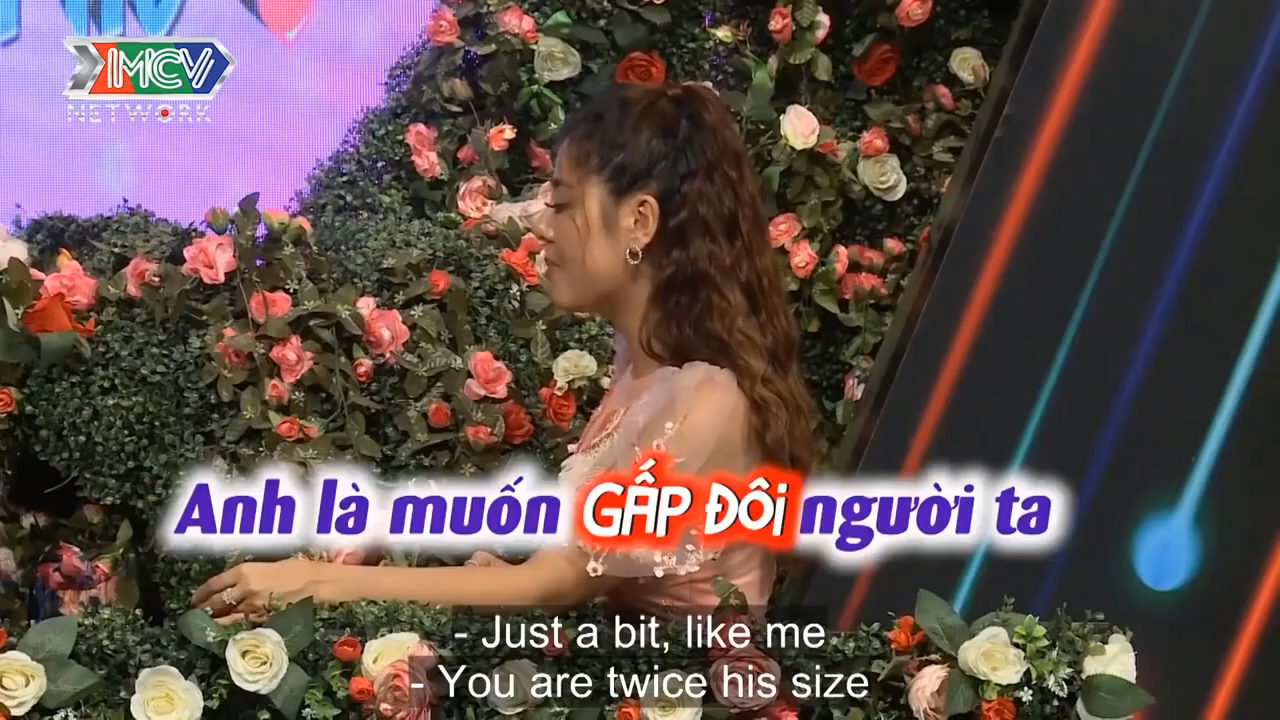 MCV
NETWORK
Anh là muốn GẤP ĐÔI người ta
- Just a bit, like me
- You are twice his size